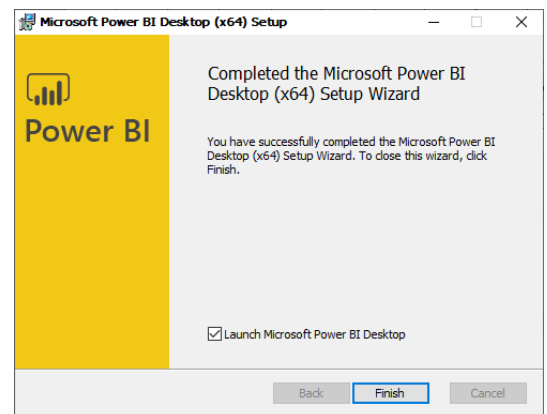 Microsoft Power BI Desktop (x64) Setup
Power BI
Completed the Microsoft Power BI
Desktop (x64) Setup Wizard
You have successfully completed the Microsoft Power BI
Desktop (x64) Setup Wizard. To close this wizard, click
Finish.
Launch Microsoft Power BI Desktop
Back Finish Cancel